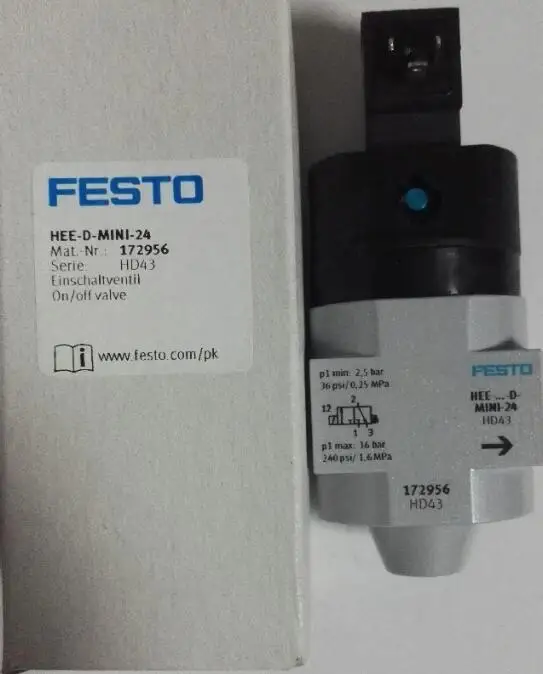 FESTO
HEE-D-MINI-24
Mat.-Nr.: 172956
Serie: HD43
Einschaltventil
On/off valve
i www.festo.com/pk
p1 min: 2,5 bar
36 psi/0,25 MPa
2
12
1 3
p1 max: 16 bar
240 psi/1,6 MPa
FESTO
HEE-...-D-
MINI-24
HD43
172956
HD43